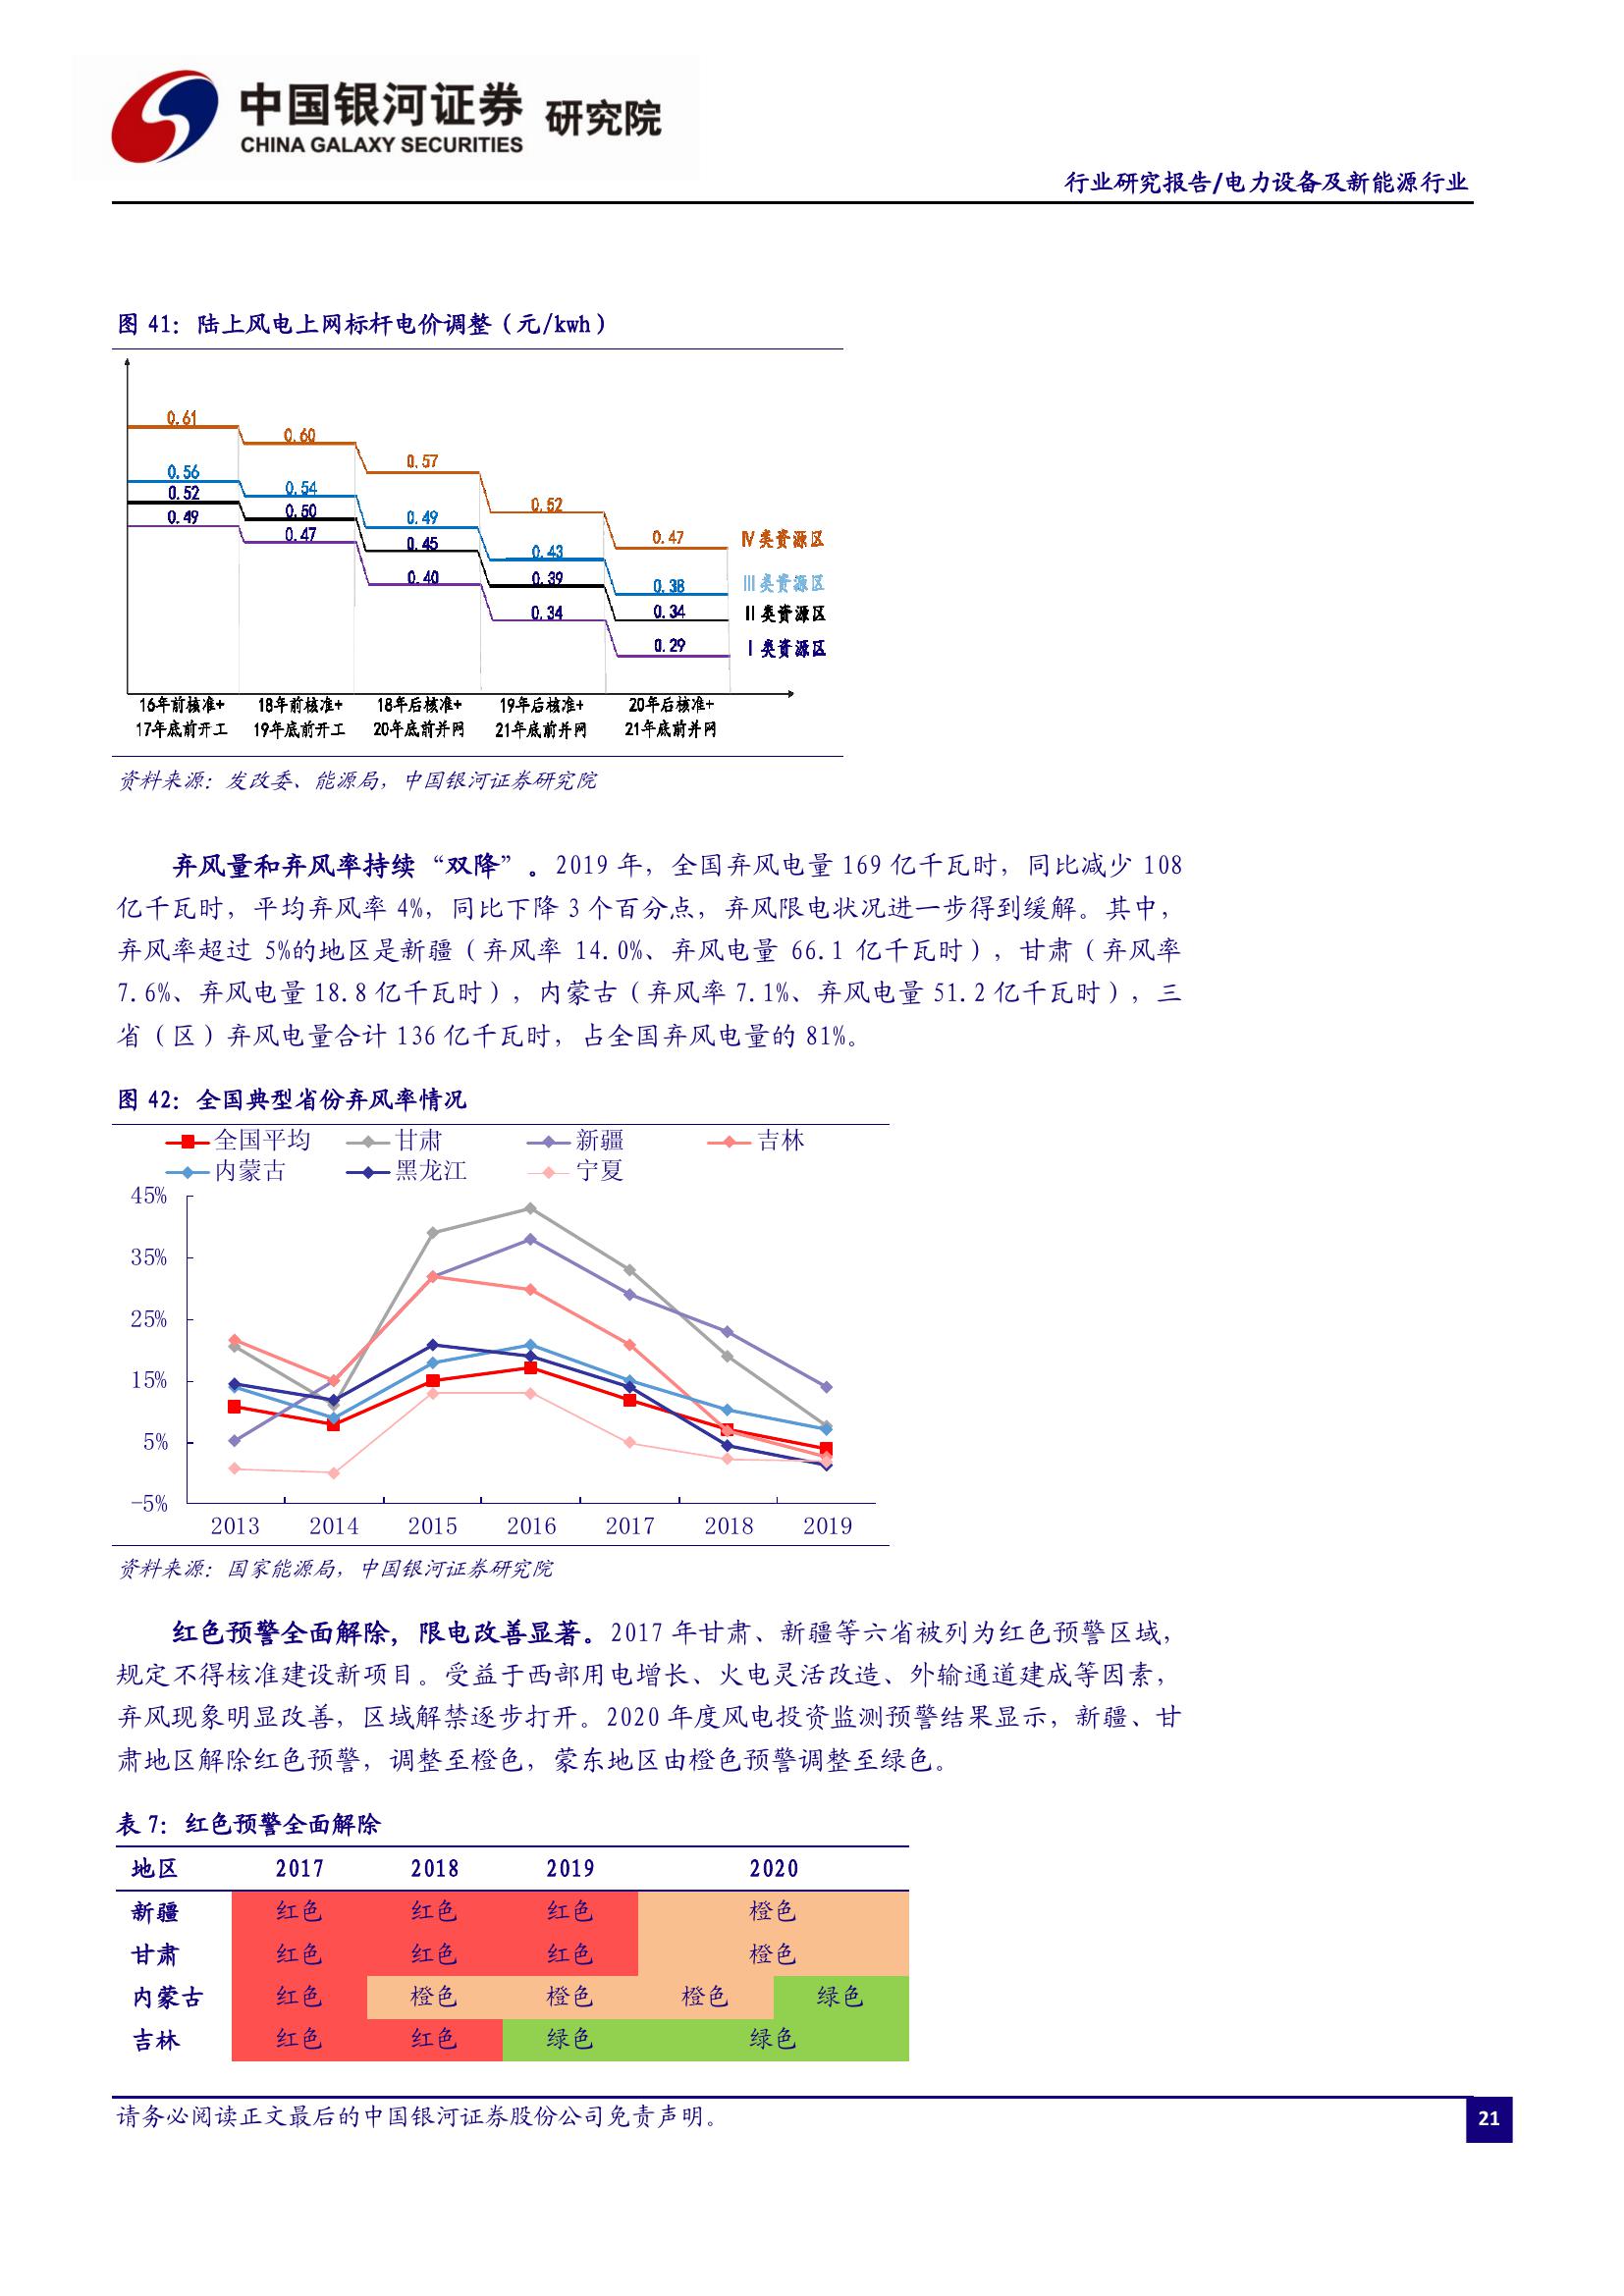 中国银河证券 研究院
CHINA GALAXY SECURITIES
行业研究报告/电力设备及新能源行业
图 41：陆上风电上网标杆电价调整（元/kwh）
0.61
0.60
0.57
0.56
0.54
0.52
0.52
0.50
0.49
0.49
0.47
0.47
0.45
0.43
0.40
0.39
0.38
0.34
0.34
0.29
Ⅳ类资源区
Ⅲ类资源区
Ⅱ类资源区
Ⅰ类资源区
16年前核准+ 18年前核准+ 18年后核准+ 19年后核准+ 20年后核准+
17年底前开工 19年底前开工 20年底前并网 21年底前并网 21年底前并网
资料来源：发改委、能源局，中国银河证券研究院
弃风量和弃风率持续“双降”。2019 年，全国弃风电量 169 亿千瓦时，同比减少 108
亿千瓦时，平均弃风率 4%，同比下降 3 个百分点，弃风限电状况进一步得到缓解。其中，
弃风率超过 5%的地区是新疆（弃风率 14.0%、弃风电量 66.1 亿千瓦时），甘肃（弃风率
7.6%、弃风电量 18.8 亿千瓦时），内蒙古（弃风率 7.1%、弃风电量 51.2 亿千瓦时），三
省（区）弃风电量合计 136 亿千瓦时，占全国弃风电量的 81%。
图 42：全国典型省份弃风率情况
全国平均 甘肃 新疆 吉林
内蒙古 黑龙江 宁夏
45%
35%
25%
15%
5%
-5%
2013 2014 2015 2016 2017 2018 2019
资料来源：国家能源局，中国银河证券研究院
红色预警全面解除，限电改善显著。2017 年甘肃、新疆等六省被列为红色预警区域，
规定不得核准建设新项目。受益于西部用电增长、火电灵活改造、外输通道建成等因素，
弃风现象明显改善，区域解禁逐步打开。2020 年度风电投资监测预警结果显示，新疆、甘
肃地区解除红色预警，调整至橙色，蒙东地区由橙色预警调整至绿色。
表 7：红色预警全面解除
地区 2017 2018 2019 2020
新疆 红色 红色 红色 橙色
甘肃 红色 红色 红色 橙色
内蒙古 红色 橙色 橙色 橙色 绿色
吉林 红色 红色 绿色 绿色
请务必阅读正文最后的中国银河证券股份公司免责声明。
21